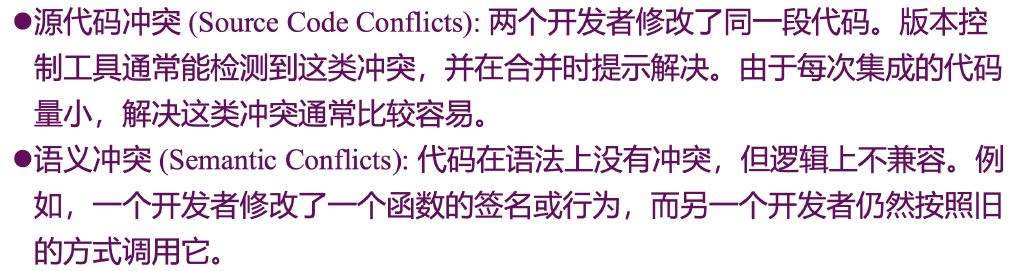 ●源代码冲突 (Source Code Conflicts): 两个开发者修改了同一段代码。版本控
制工具通常能检测到这类冲突，并在合并时提示解决。由于每次集成的代码
量小，解决这类冲突通常比较容易。
●语义冲突 (Semantic Conflicts): 代码在语法上没有冲突，但逻辑上不兼容。例
如，一个开发者修改了一个函数的签名或行为，而另一个开发者仍然按照旧
的方式调用它。